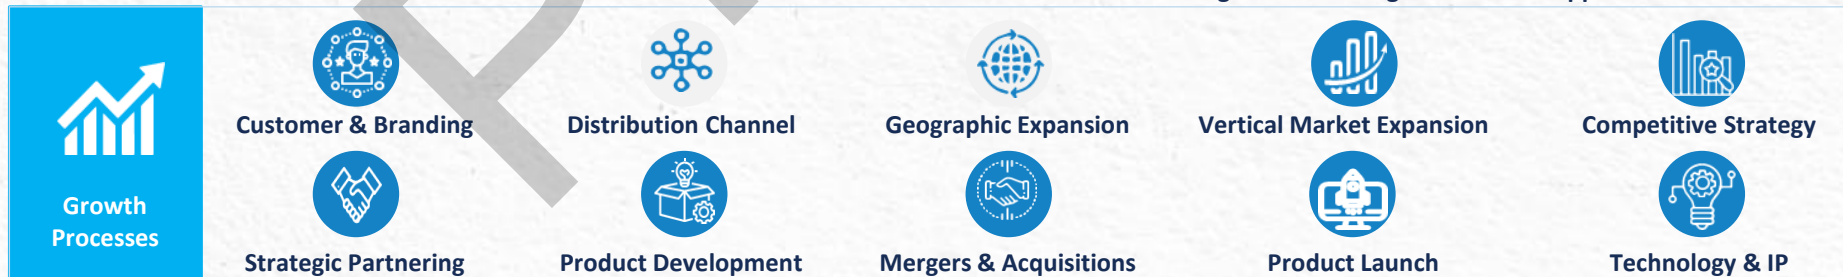 Growth
Processes
Customer & Branding
Distribution Channel
Geographic Expansion
Vertical Market Expansion
Competitive Strategy
Strategic Partnering
Product Development
Mergers & Acquisitions
Product Launch
Technology & IP